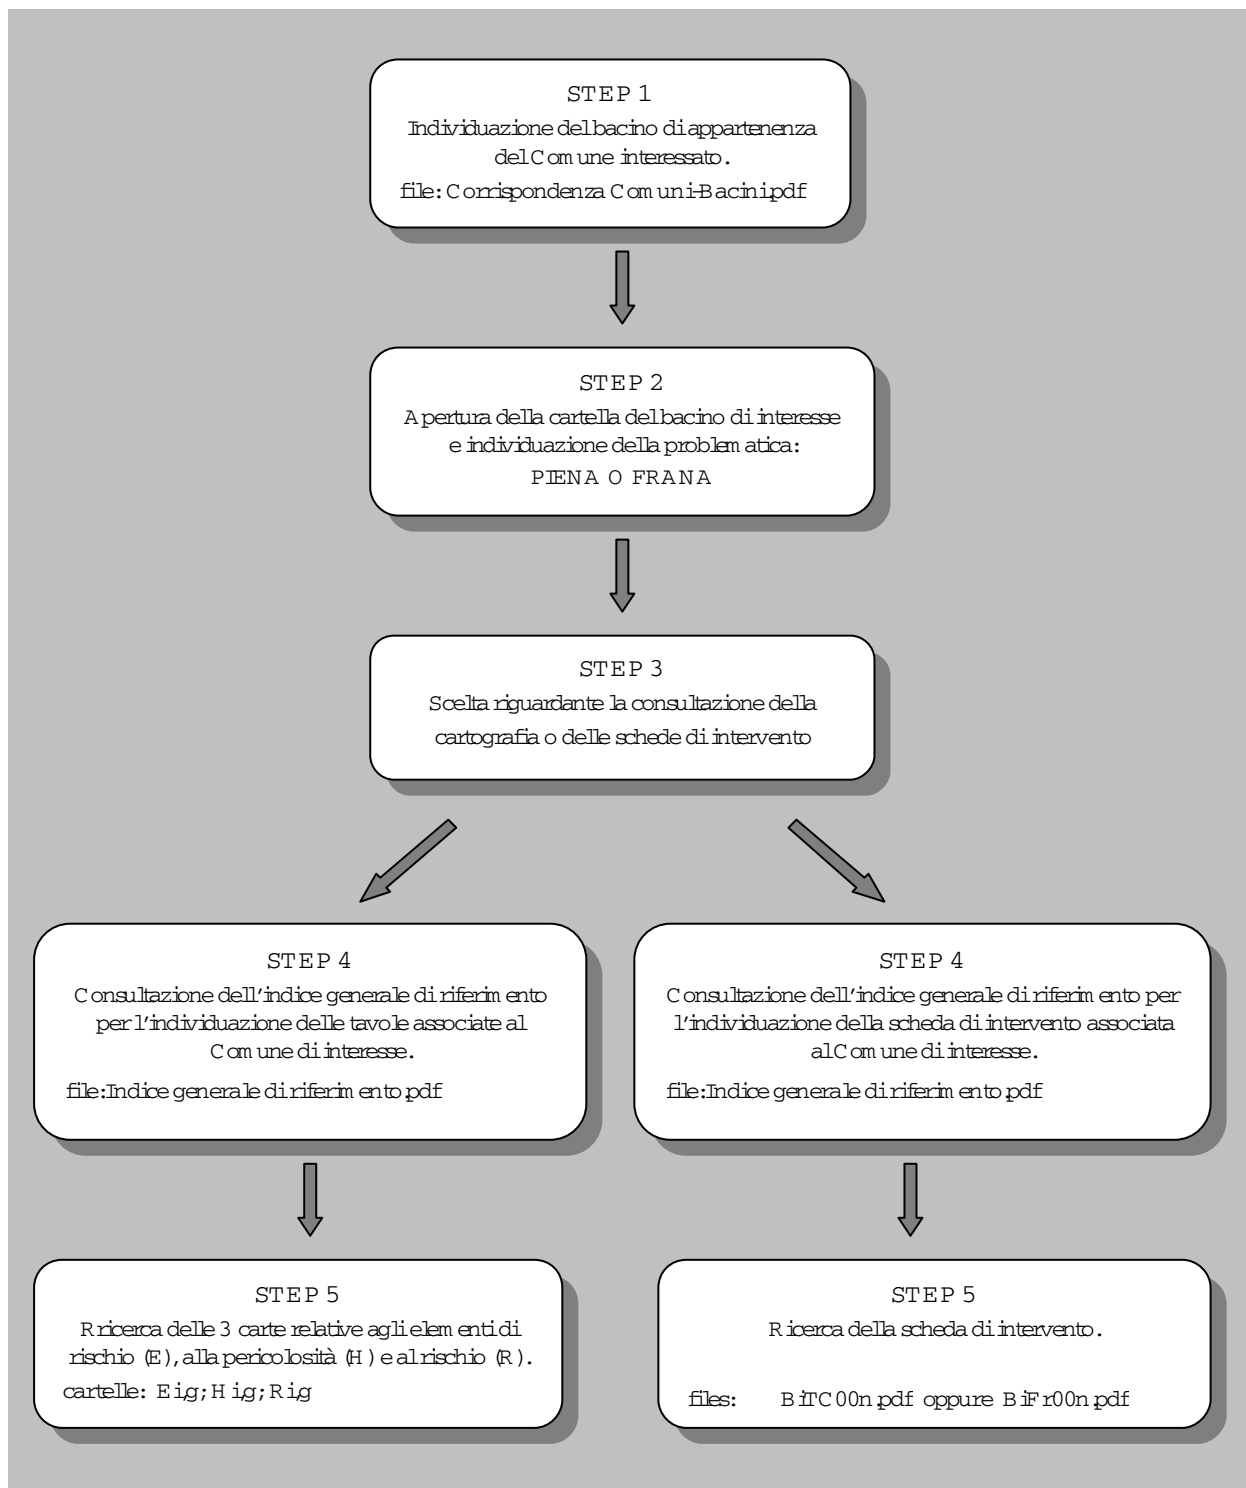 STEP 1
Individuazione del bacino di appartenenza
del Comune interessato.
file: Corrispondenza Comuni-Bacini.pdf
STEP 2
Apertura della cartella del bacino di interesse
e individuazione della problematica:
PIENA O FRANA
STEP 3
Scelta riguardante la consultazione della
cartografia o delle schede di intervento
STEP 4
Consultazione dell'indice generale di riferimento
per l'individuazione delle tavole associate al
Comune di interesse.
file:Indice generale di riferimento.pdf
STEP 4
Consultazione dell'indice generale di riferimento per
l'individuazione della scheda di intervento associata
al Comune di interesse.
file:Indice generale di riferimento.pdf
STEP 5
Rricerca delle 3 carte relative agli elementi di
rischio (E), alla pericolosità (H) e al rischio (R).
cartelle: Ei,g; Hi,g; Ri,g
STEP 5
Ricerca della scheda di intervento.
files: BiTC00n.pdf oppure BiFr00n.pdf